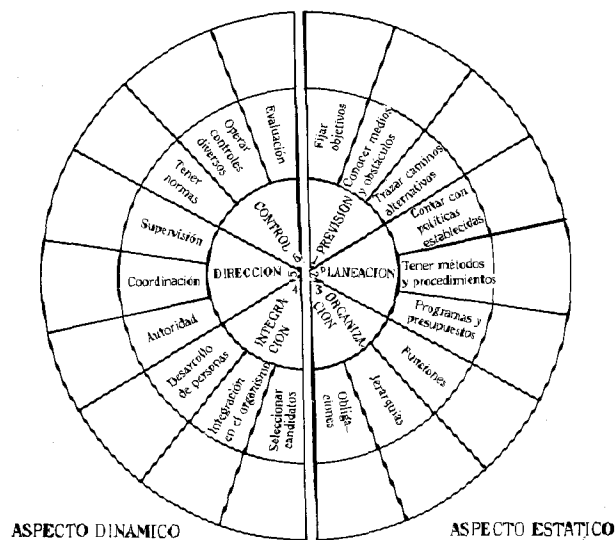 Fijar
objetivos
Conocer medios
y obstáculos
Trazar caminos
alternativos
Contar con
políticas
establecidas
Tener métodos
y procedimientos
Programas y
presupuestos
Funciones
Jerarquías
Obliga-
ciones
Seleccionar
candidatos
Integración
en el organismo
Desarrollo
de personas
Autoridad
Coordinación
Supervisión
Tener
normas
Operar
controles
diversos
Evaluación
1 PREVISIÓN
2 PLANEACION
3 ORGANIZA-
CIÓN
4 INTEGRA
CION
5 DIRECCION
6 CONTROL
ASPECTO DINAMICO
ASPECTO ESTATICO